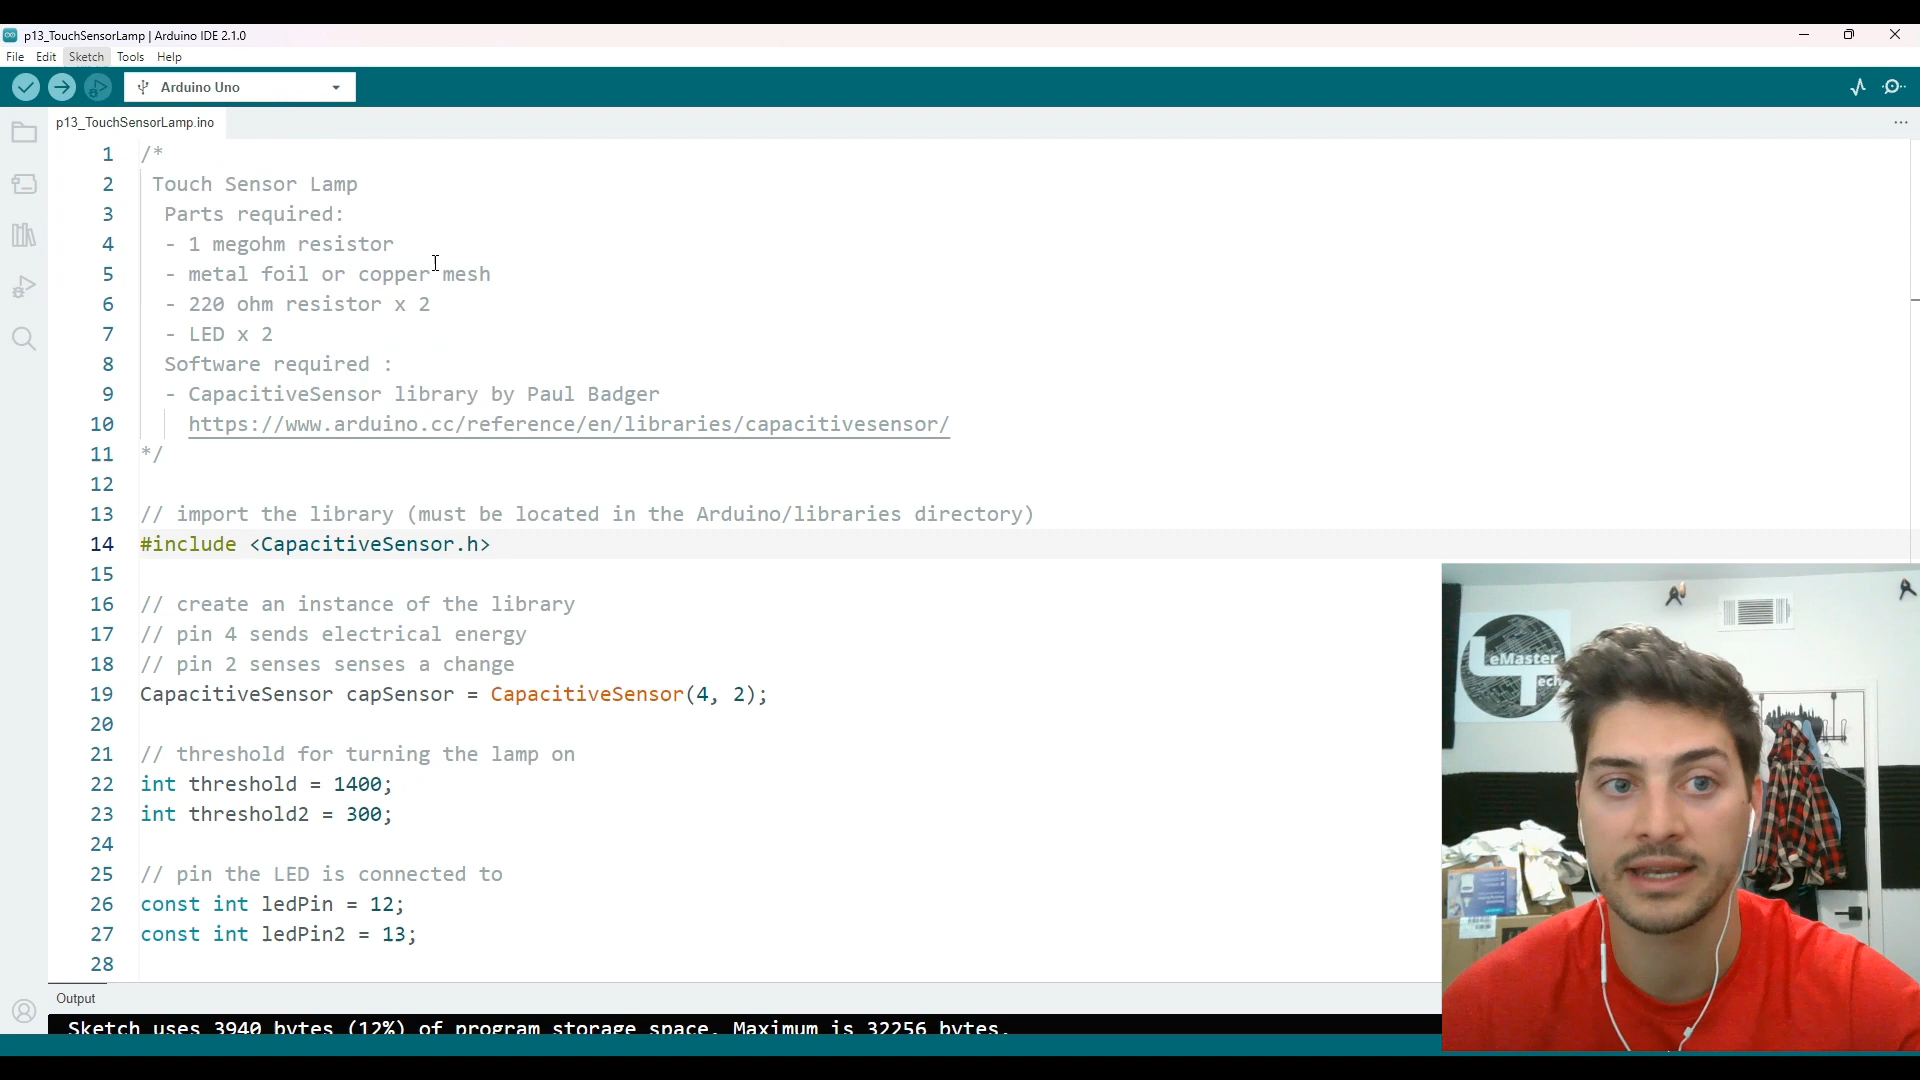 p13_TouchSensorLamp | Arduino IDE 2.1.0
File Edit Sketch Tools Help
Arduino Uno
p13_TouchSensorLamp.ino
1 /*
2 Touch Sensor Lamp
3 Parts required:
4 - 1 megohm resistor
5 - metal foil or copper mesh
6 - 220 ohm resistor x 2
7 - LED x 2
8 Software required :
9 - CapacitiveSensor library by Paul Badger
10 https://www.arduino.cc/reference/en/libraries/capacitivesensor/
11 */
12
13 // import the library (must be located in the Arduino/libraries directory)
14 #include <CapacitiveSensor.h>
15
16 // create an instance of the library
17 // pin 4 sends electrical energy
18 // pin 2 senses senses a change
19 CapacitiveSensor capSensor = CapacitiveSensor(4, 2);
20
21 // threshold for turning the lamp on
22 int threshold = 1400;
23 int threshold2 = 300;
24
25 // pin the LED is connected to
26 const int ledPin = 12;
27 const int ledPin2 = 13;
28
Output
Sketch uses 3940 bytes (12%) of program storage space. Maximum is 32256 bytes.
LeMaster
Tech